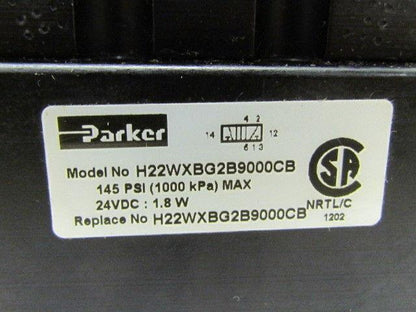 Parker
4 2
14 12
5 1 3
Model No H22WXBG2B9000CB
145 PSI (1000 kPa) MAX
24VDC : 1.8 W
Replace No H22WXBG2B9000CB
CSA
NRTL/C
1202